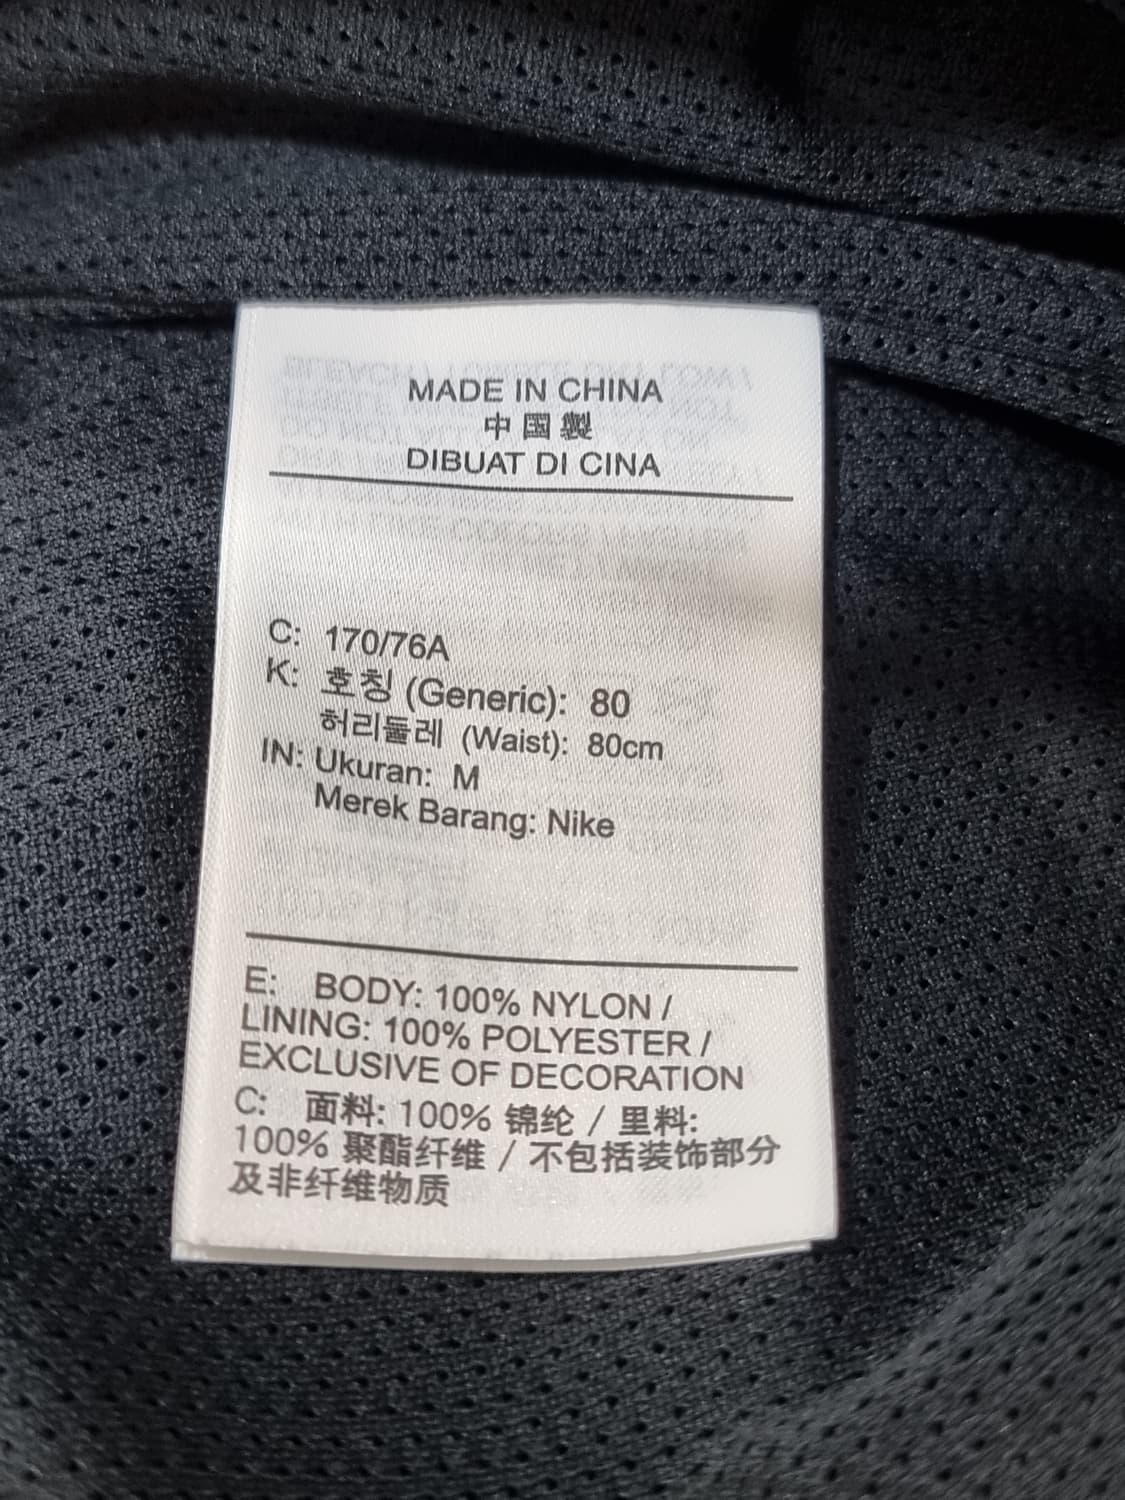 MADE IN CHINA
中国製
DIBUAT DI CINA
C: 170/76A
K: 호칭 (Generic): 80
허리둘레 (Waist): 80cm
IN: Ukuran: M
Merek Barang: Nike
E: BODY: 100% NYLON /
LINING: 100% POLYESTER /
EXCLUSIVE OF DECORATION
C: 面料: 100% 锦纶 / 里料:
100% 聚酯纤维 / 不包括装饰部分
及非纤维物质